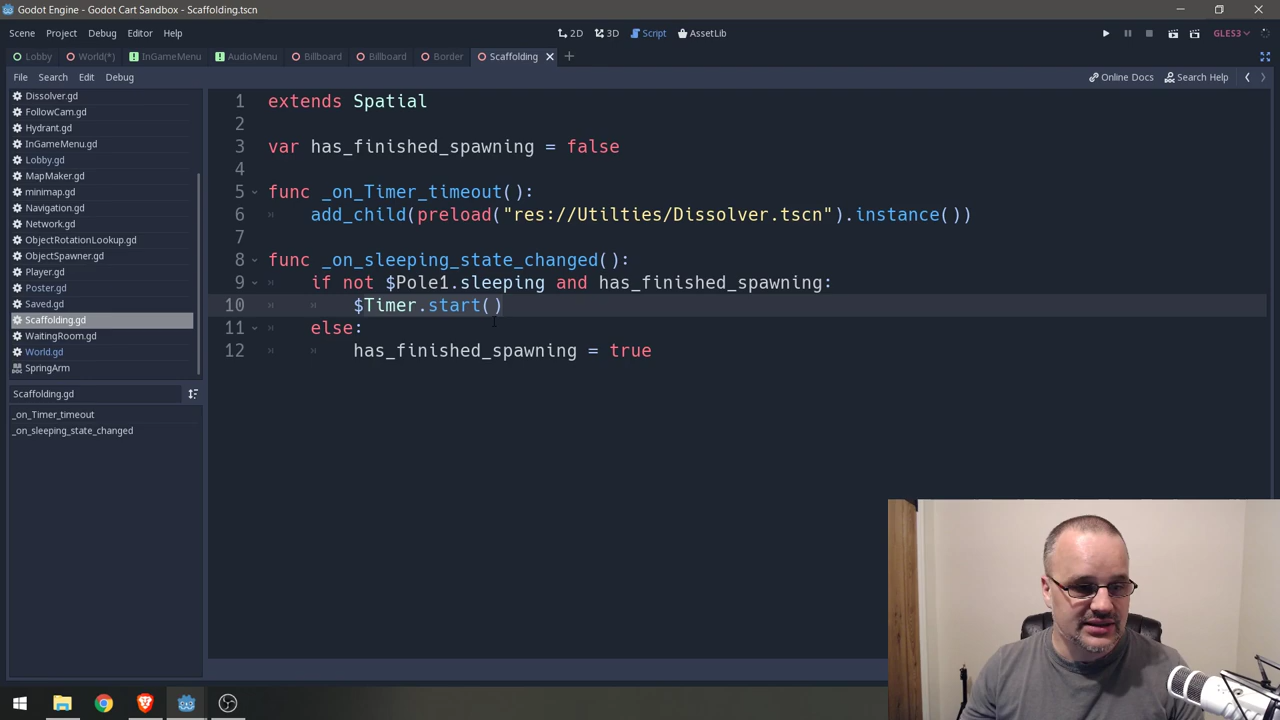 Godot Engine - Godot Cart Sandbox - Scaffolding.tscn
Scene Project Debug Editor Help
2D 3D Script AssetLib
GLES3
Lobby World(*) InGameMenu AudioMenu Billboard Billboard Border Scaffolding
File Search Edit Debug
Online Docs Search Help
Dissolver.gd
FollowCam.gd
Hydrant.gd
InGameMenu.gd
Lobby.gd
MapMaker.gd
minimap.gd
Navigation.gd
Network.gd
ObjectRotationLookup.gd
ObjectSpawner.gd
Player.gd
Poster.gd
Saved.gd
Scaffolding.gd
WaitingRoom.gd
World.gd
SpringArm
Scaffolding.gd
_on_Timer_timeout
_on_sleeping_state_changed
1 extends Spatial
2
3 var has_finished_spawning = false
4
5 func _on_Timer_timeout():
6 add_child(preload("res://Utilties/Dissolver.tscn").instance())
7
8 func _on_sleeping_state_changed():
9 if not $Pole1.sleeping and has_finished_spawning:
10 $Timer.start()
11 else:
12 has_finished_spawning = true